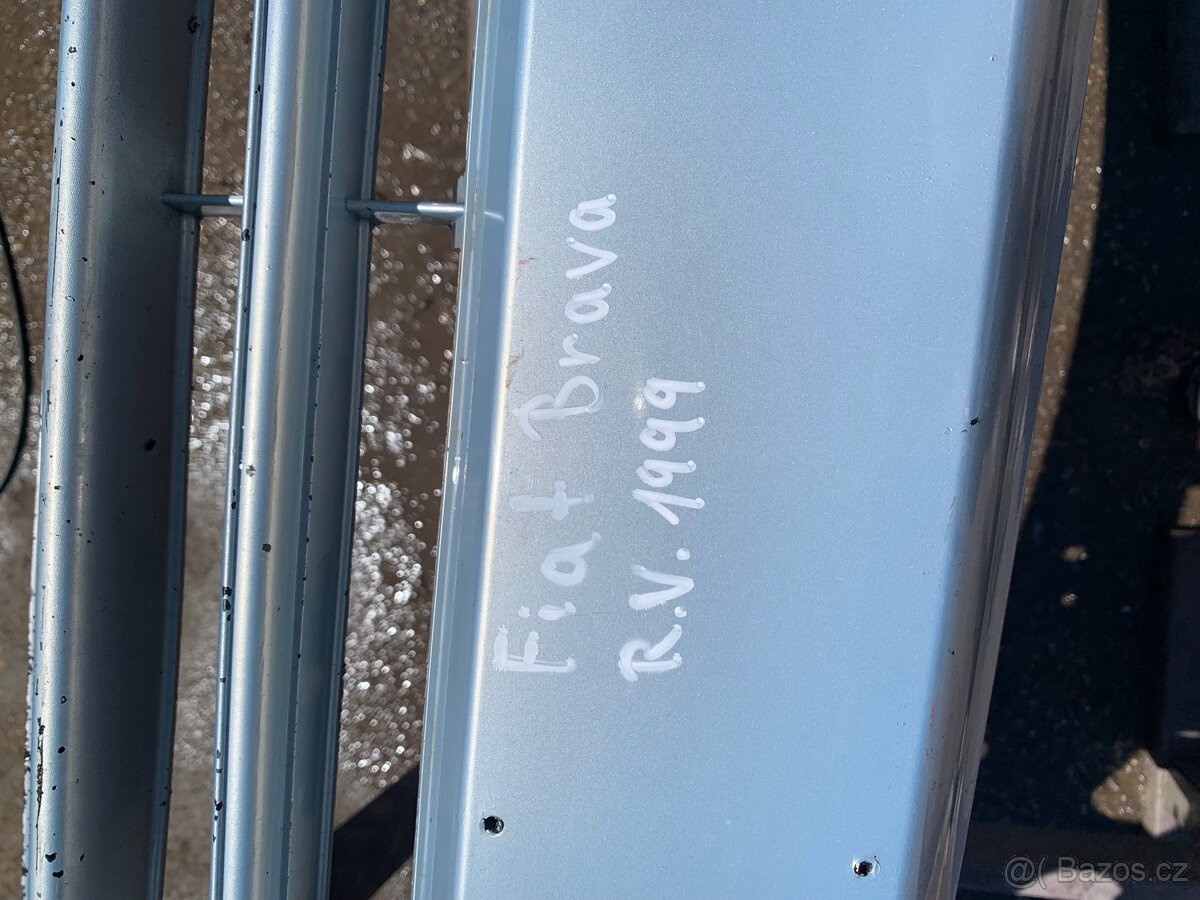 Fiat Brava
R.V. 1999
@( Bazos.cz